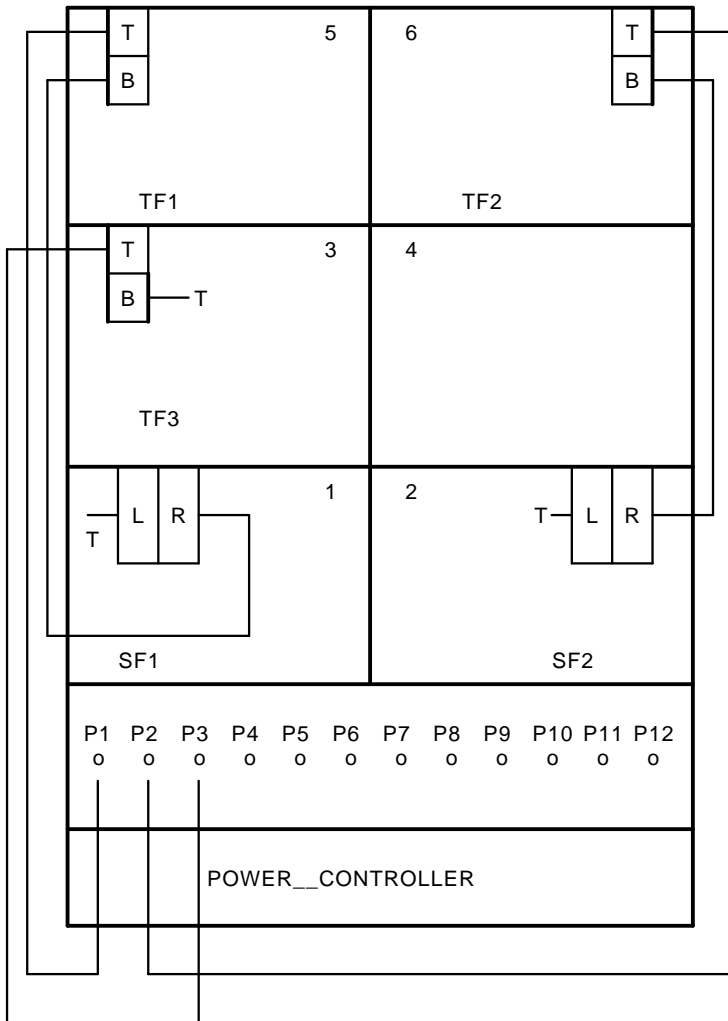 T 5 6 T
B B
TF1 TF2
T 3 4
B T
TF3
1 2
L R T L R
T
SF1 SF2
P1 P2 P3 P4 P5 P6 P7 P8 P9 P10 P11 P12
o o o o o o o o o o o o
POWER__CONTROLLER